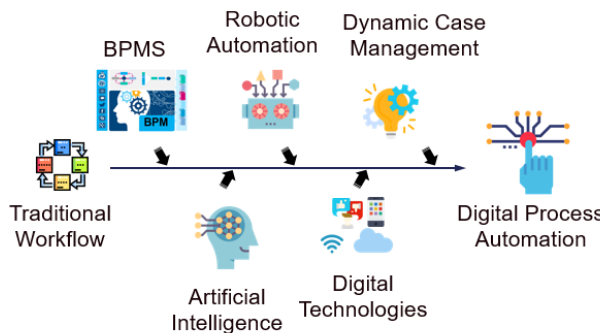 BPMS
Robotic
Automation
Dynamic Case
Management
BPM
Traditional
Workflow
Digital Process
Automation
Artificial
Intelligence
Digital
Technologies